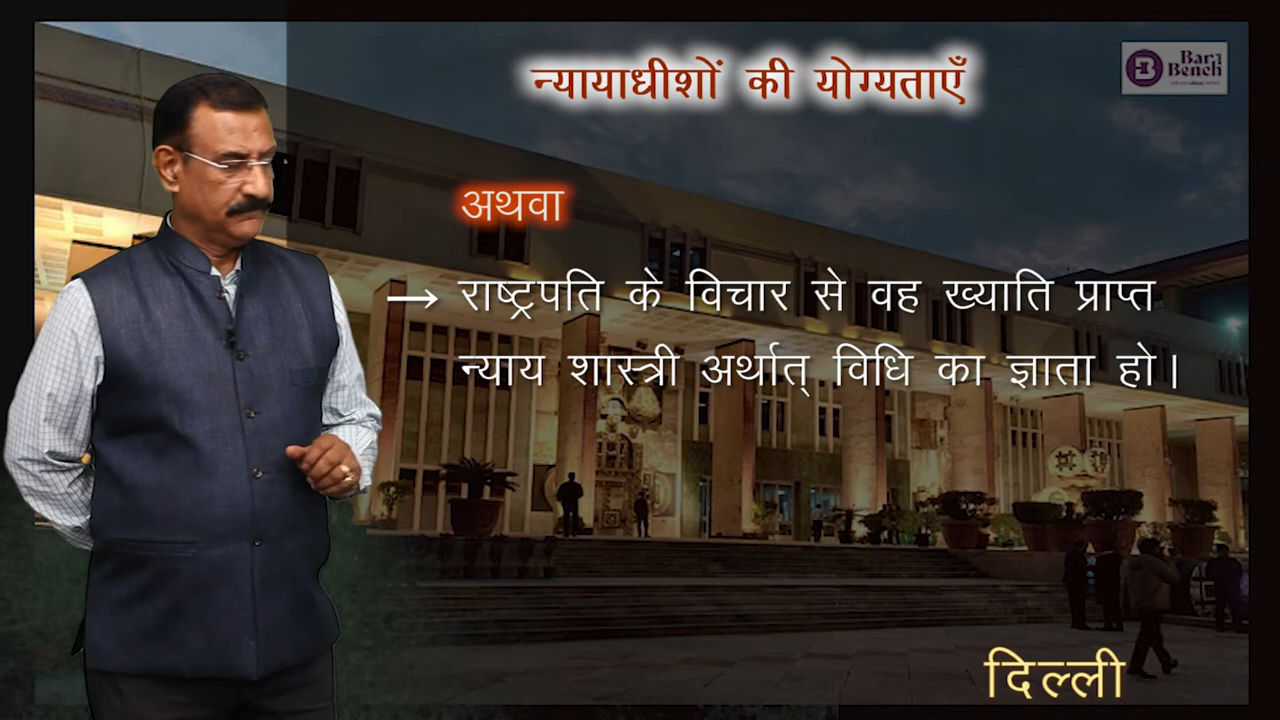 न्यायाधीशों की योग्यताएँ
Bar &
Bench
अथवा
→ राष्ट्रपति के विचार से वह ख्याति प्राप्त
न्याय शास्त्री अर्थात् विधि का ज्ञाता हो।
दिल्ली